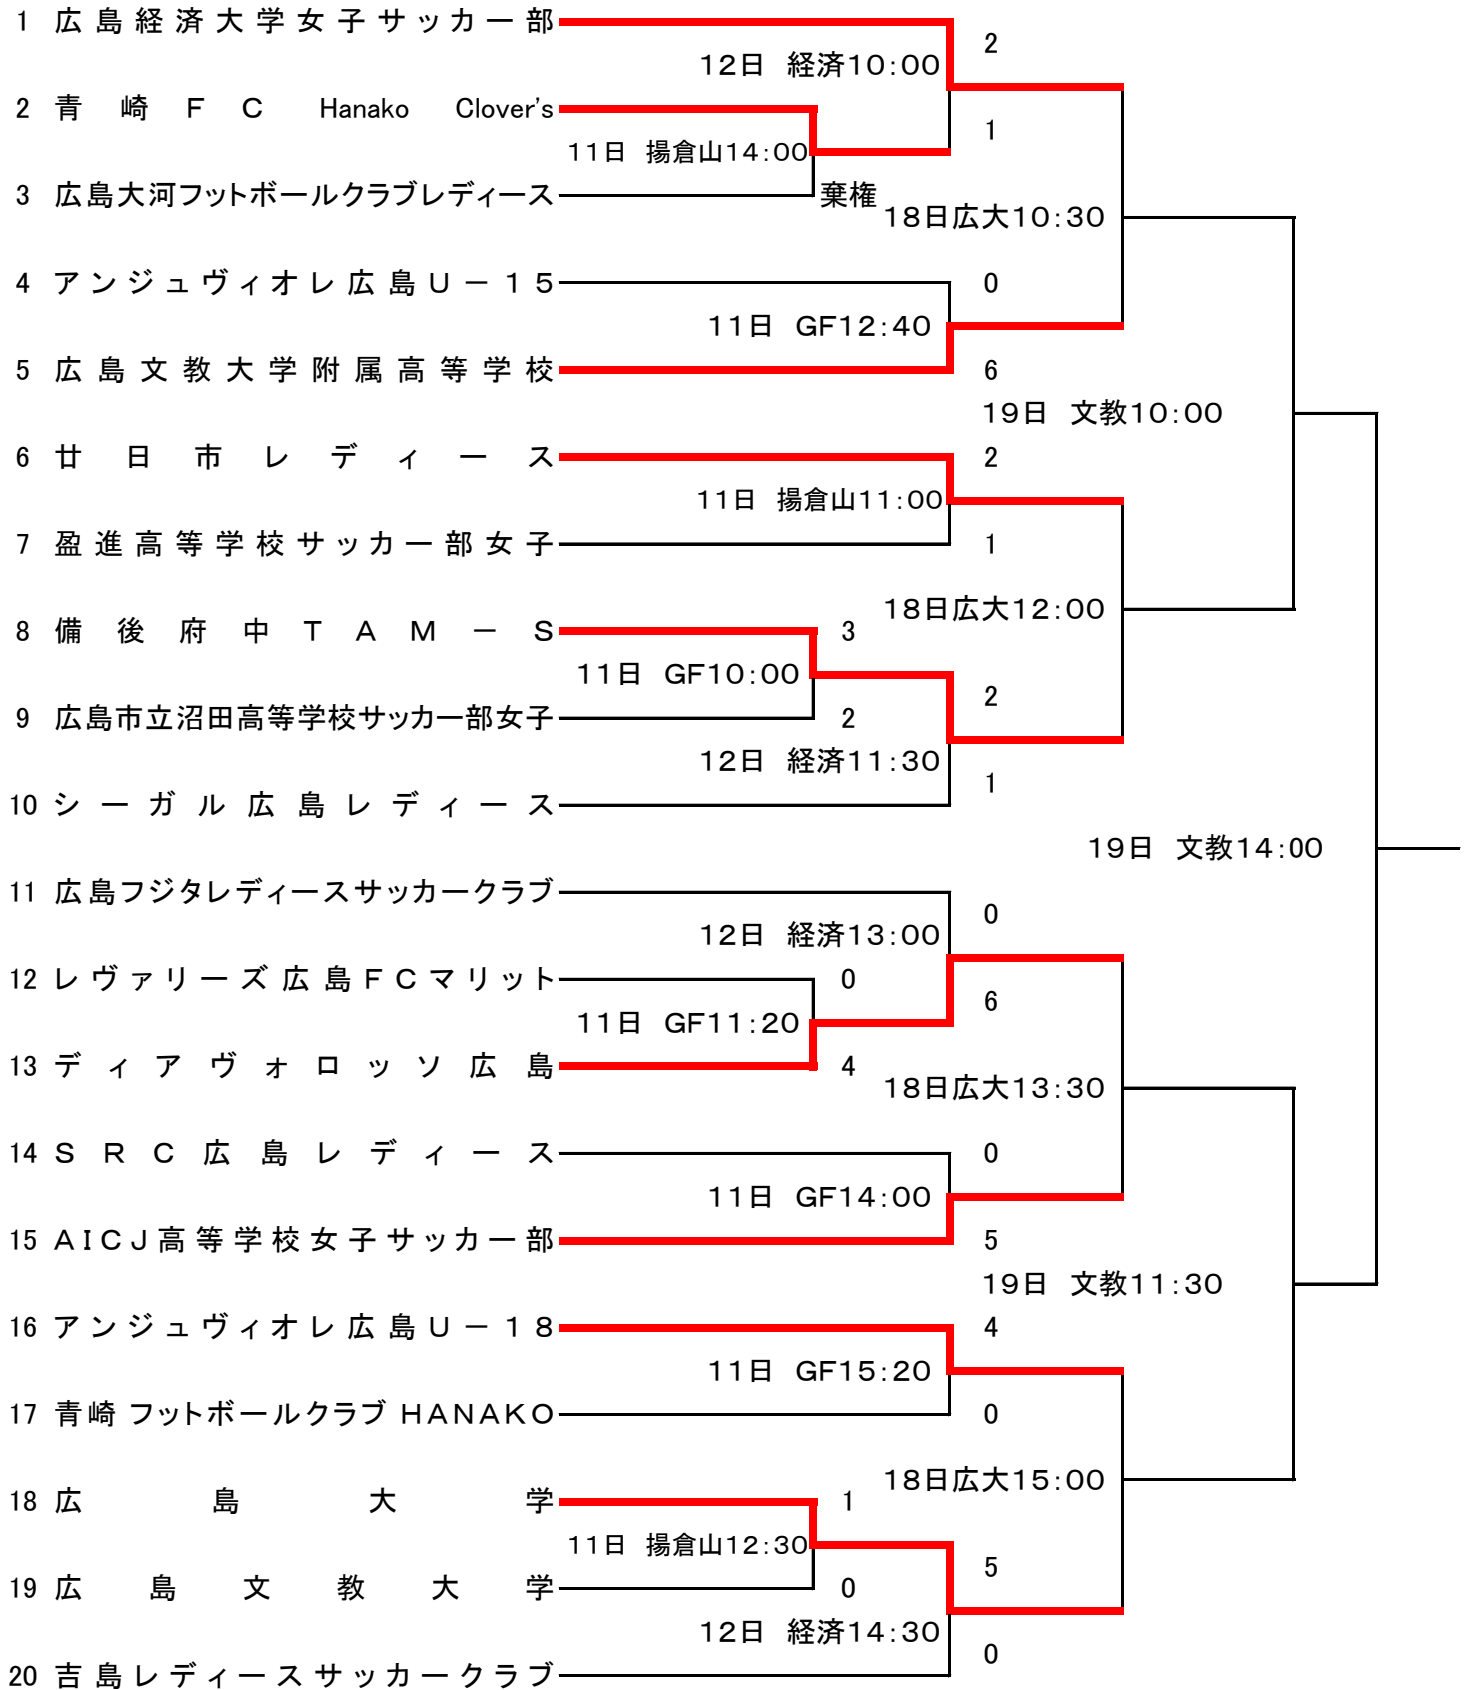 1 広島経済大学女子サッカー部
2
12日 経済10:00
2 青崎FC Hanako Clover's
1
11日 揚倉山14:00
3 広島大河フットボールクラブレディース
棄権
18日広大10:30
4 アンジュヴィオレ広島U－15
0
11日 GF12:40
5 広島文教大学附属高等学校
6
19日 文教10:00
6 廿日市レディース
2
11日 揚倉山11:00
7 盈進高等学校サッカー部女子
1
18日広大12:00
8 備後府中TAM－S
3
11日 GF10:00
2
9 広島市立沼田高等学校サッカー部女子
2
12日 経済11:30
1
10 シーガル広島レディース
19日 文教14:00
11 広島フジタレディースサッカークラブ
0
12日 経済13:00
12 レヴァリーズ広島FCマリット
0
6
11日 GF11:20
13 ディアヴォロッソ広島
4
18日広大13:30
14 SRC広島レディース
0
11日 GF14:00
15 AICJ高等学校女子サッカー部
5
19日 文教11:30
16 アンジュヴィオレ広島U－18
4
11日 GF15:20
17 青崎 フットボールクラブ HANAKO
0
18日広大15:00
18 広島大学
1
11日 揚倉山12:30
5
19 広島文教大学
0
12日 経済14:30
0
20 吉島レディースサッカークラブ